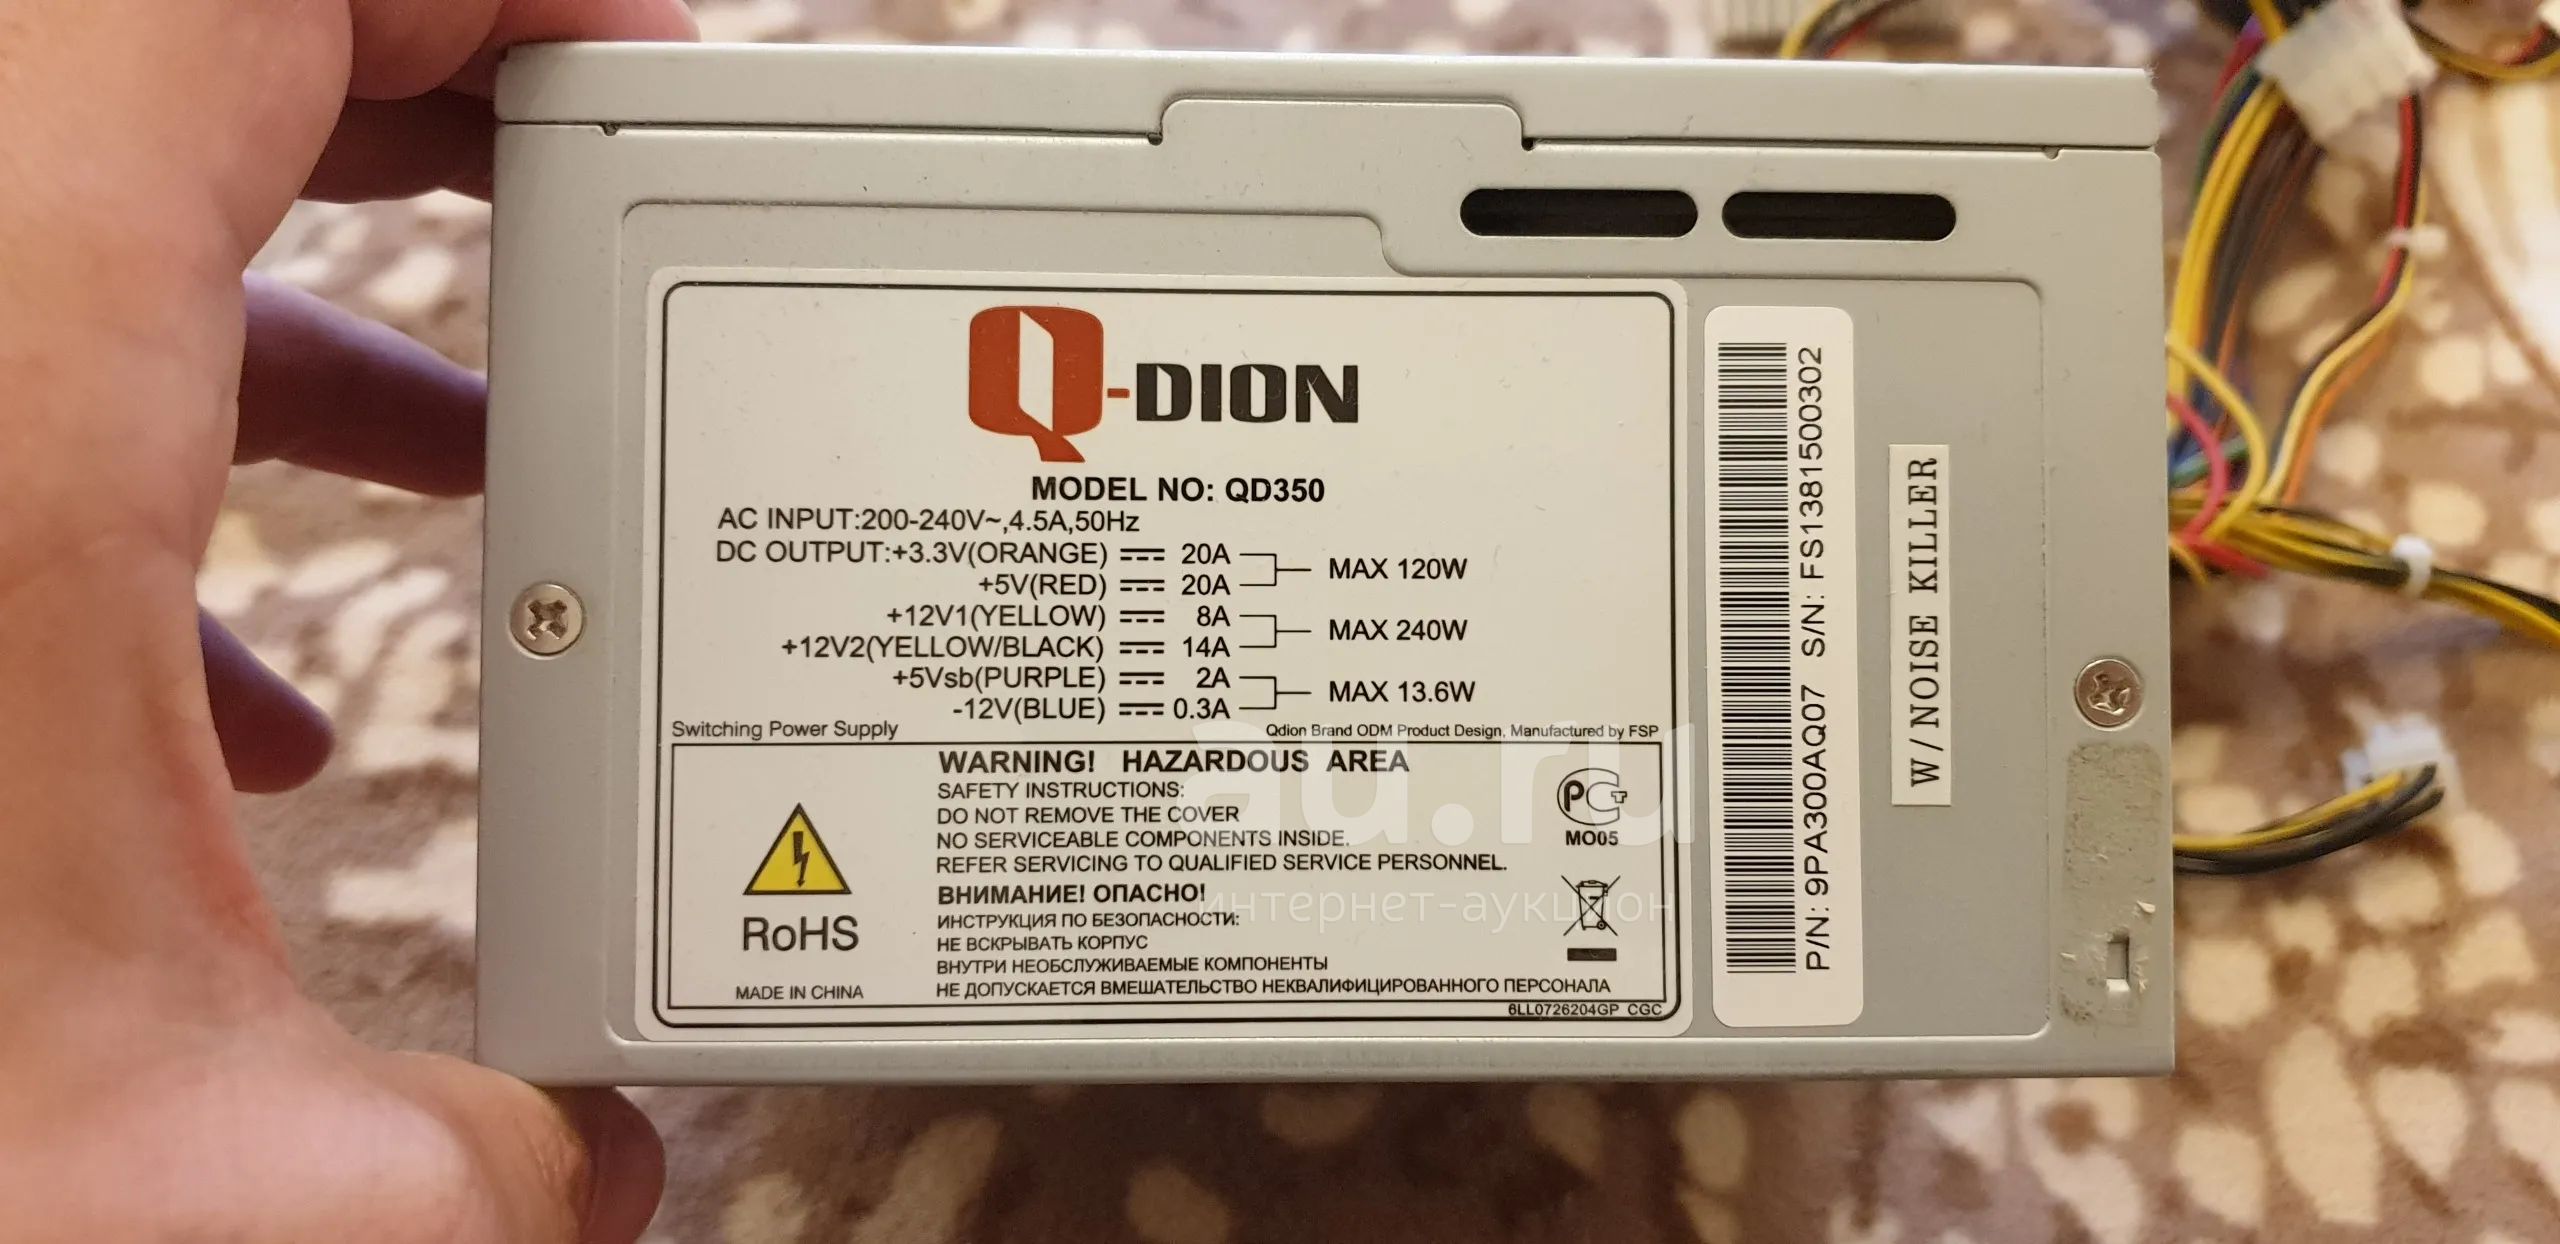 Q-DION
MODEL NO: QD350
AC INPUT:200-240V~,4.5A,50Hz
DC OUTPUT:+3.3V(ORANGE) 20A
+5V(RED) 20A
MAX 120W
+12V1(YELLOW) 8A
+12V2(YELLOW/BLACK) 14A
MAX 240W
+5Vsb(PURPLE) 2A
-12V(BLUE) 0.3A
MAX 13.6W
Switching Power Supply
Qdion Brand ODM Product Design, Manufactured by FSP
WARNING! HAZARDOUS AREA
SAFETY INSTRUCTIONS:
DO NOT REMOVE THE COVER
NO SERVICEABLE COMPONENTS INSIDE.
REFER SERVICING TO QUALIFIED SERVICE PERSONNEL.
ВНИМАНИЕ! ОПАСНО!
ИНСТРУКЦИЯ ПО БЕЗОПАСНОСТИ:
НЕ ВСКРЫВАТЬ КОРПУС
ВНУТРИ НЕОБСЛУЖИВАЕМЫЕ КОМПОНЕНТЫ
НЕ ДОПУСКАЕТСЯ ВМЕШАТЕЛЬСТВО НЕКВАЛИФИЦИРОВАННОГО ПЕРСОНАЛА
RoHS
MADE IN CHINA
РСТ
МО05
6LL0726204GP CGC
P/N: 9PA300AQ07 S/N: FS1381500302
W/NOISE KILLER
au.ru
интернет-аукцион